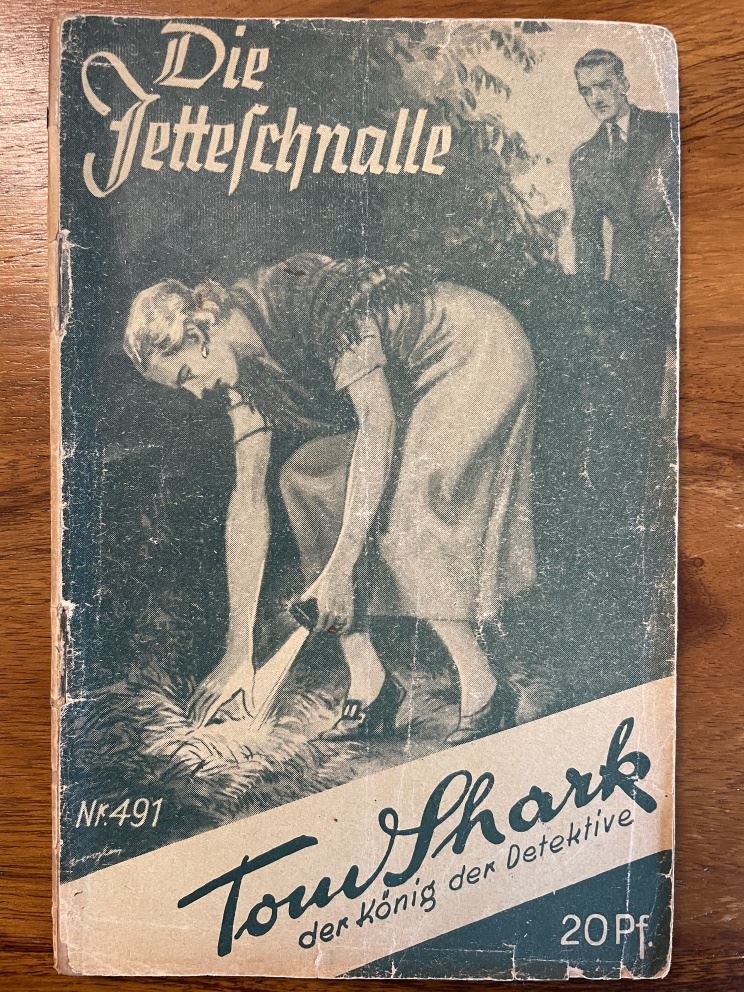 Die
Jetteſchnalle
Nr. 491
Tom Shark
der König der Detektive
20 Pf.